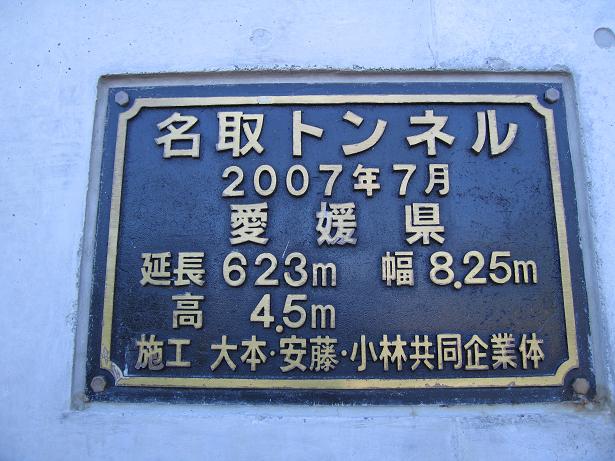 名取トンネル
2007年7月
愛媛県
延長 623m 幅 8.25m
高 4.5m
施工 大本・安藤・小林共同企業体